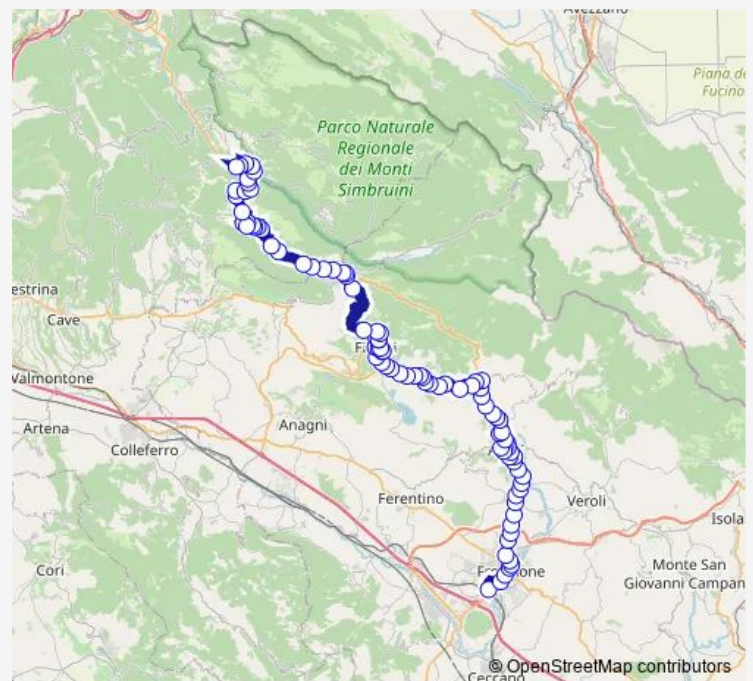 Avezzano
Piana de
Fucino
Parco Naturale
Regionale
dei Monti
Simbruini
estrina
Cave
Valmontone
Artena
Colleferro
Anagni
Ferentino
Veroli
Isola
Cori
Monte San
Giovanni Campan
Ceccano
© OpenStreetMap contributors